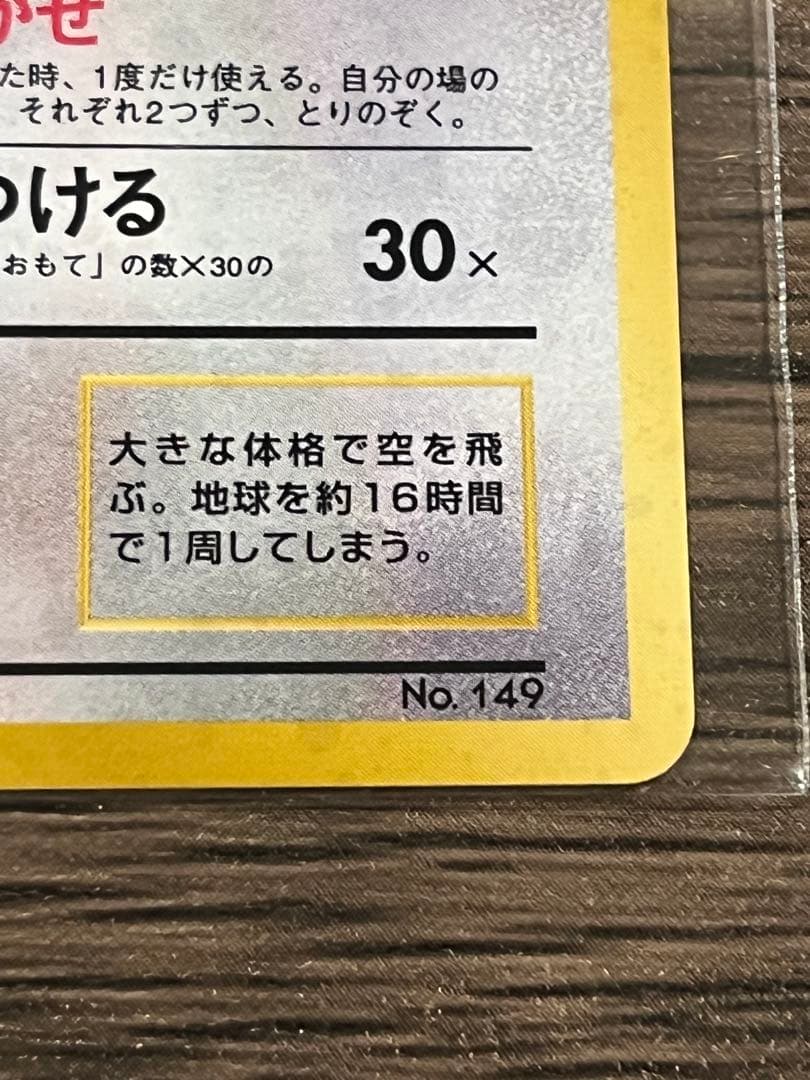 かぜ
た時、1度だけ使える。自分の場の
それぞれ2つずつ、とりのぞく。
つける
おもて」の数×30の
30×
大きな体格で空を飛
ぶ。地球を約16時間
で1周してしまう。
No. 149